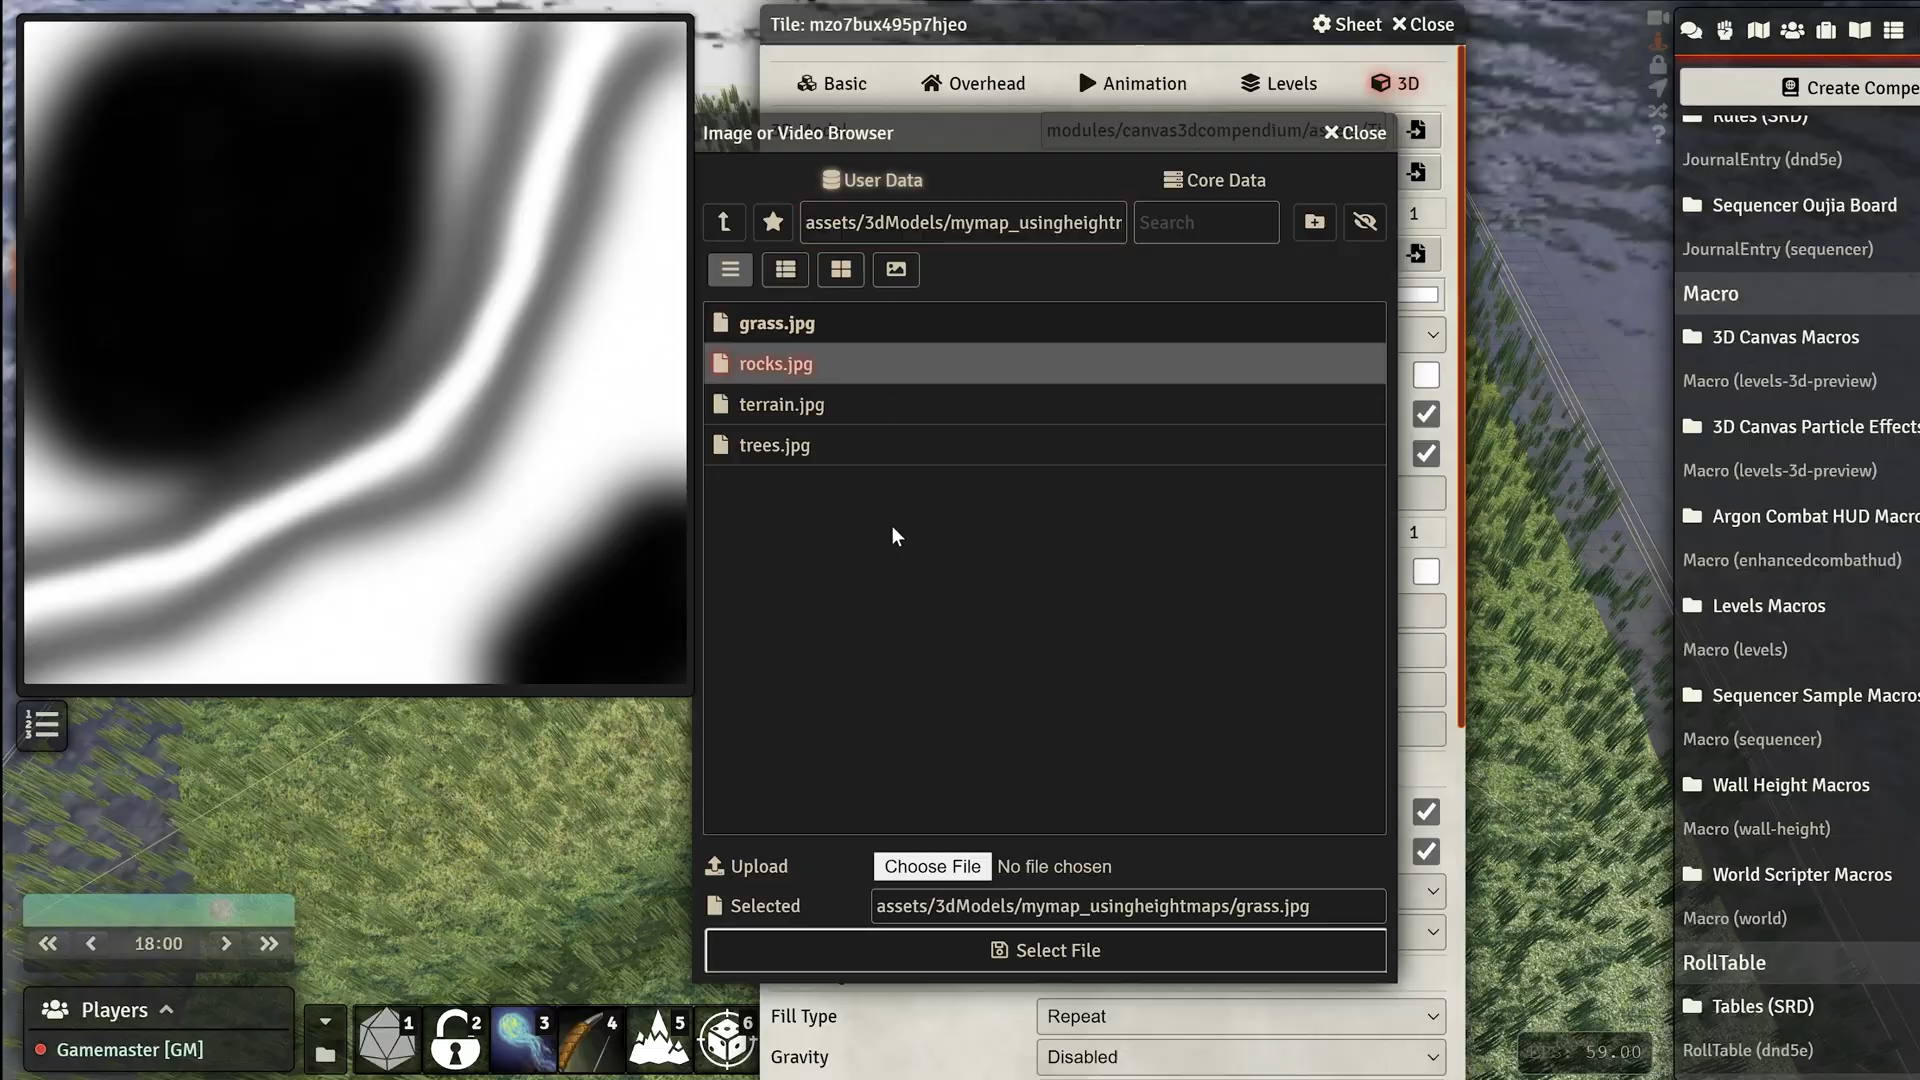 Tile: mzo7bux495p7hjeo
Sheet
Close
Basic
Overhead
Animation
Levels
3D
modules/canvas3dcompendium/as
Image or Video Browser
Close
User Data
Core Data
assets/3dModels/mymap_usingheightr
Search
grass.jpg
rocks.jpg
terrain.jpg
trees.jpg
Upload
Choose File
No file chosen
Selected
assets/3dModels/mymap_usingheightmaps/grass.jpg
Select File
1
1
Fill Type
Repeat
Gravity
Disabled
18:00
Players
Gamemaster [GM]
1
2
3
4
5
6
59.00
Create Compe
Rules (SRD)
JournalEntry (dnd5e)
Sequencer Oujia Board
JournalEntry (sequencer)
Macro
3D Canvas Macros
Macro (levels-3d-preview)
3D Canvas Particle Effects
Macro (levels-3d-preview)
Argon Combat HUD Macro
Macro (enhancedcombathud)
Levels Macros
Macro (levels)
Sequencer Sample Macros
Macro (sequencer)
Wall Height Macros
Macro (wall-height)
World Scripter Macros
Macro (world)
RollTable
Tables (SRD)
RollTable (dnd5e)